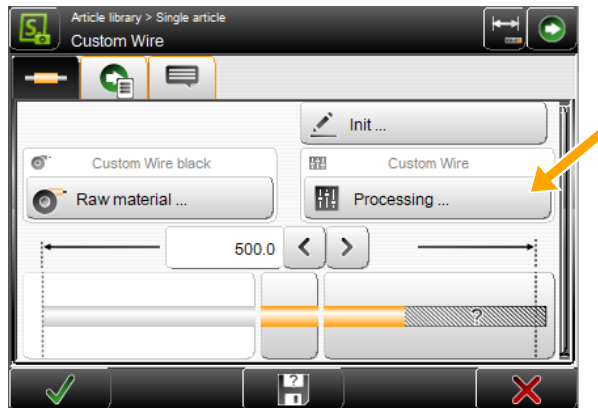 Article library > Single article
Custom Wire
Init ...
Custom Wire black
Custom Wire
Raw material ...
Processing ...
500.0
?
?